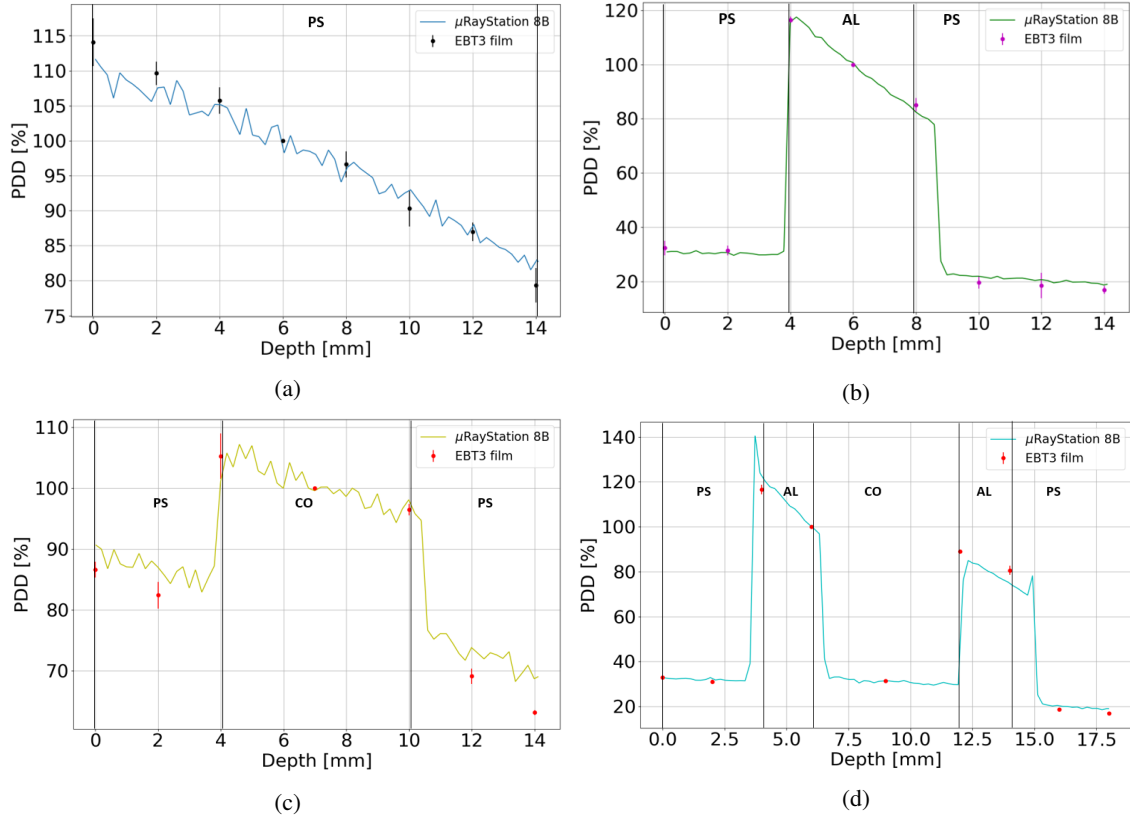 PS
μRayStation 8B
EBT3 film
115
110
105
100
95
90
85
80
75
PDD [%]
0 2 4 6 8 10 12 14
Depth [mm]
(a)
PS AL PS
μRayStation 8B
EBT3 film
120
100
80
60
40
20
PDD [%]
0 2 4 6 8 10 12 14
Depth [mm]
(b)
μRayStation 8B
EBT3 film
PS CO PS
110
100
90
80
70
PDD [%]
0 2 4 6 8 10 12 14
Depth [mm]
(c)
μRayStation 8B
EBT3 film
PS AL CO AL PS
140
120
100
80
60
40
20
PDD [%]
0.0 2.5 5.0 7.5 10.0 12.5 15.0 17.5
Depth [mm]
(d)